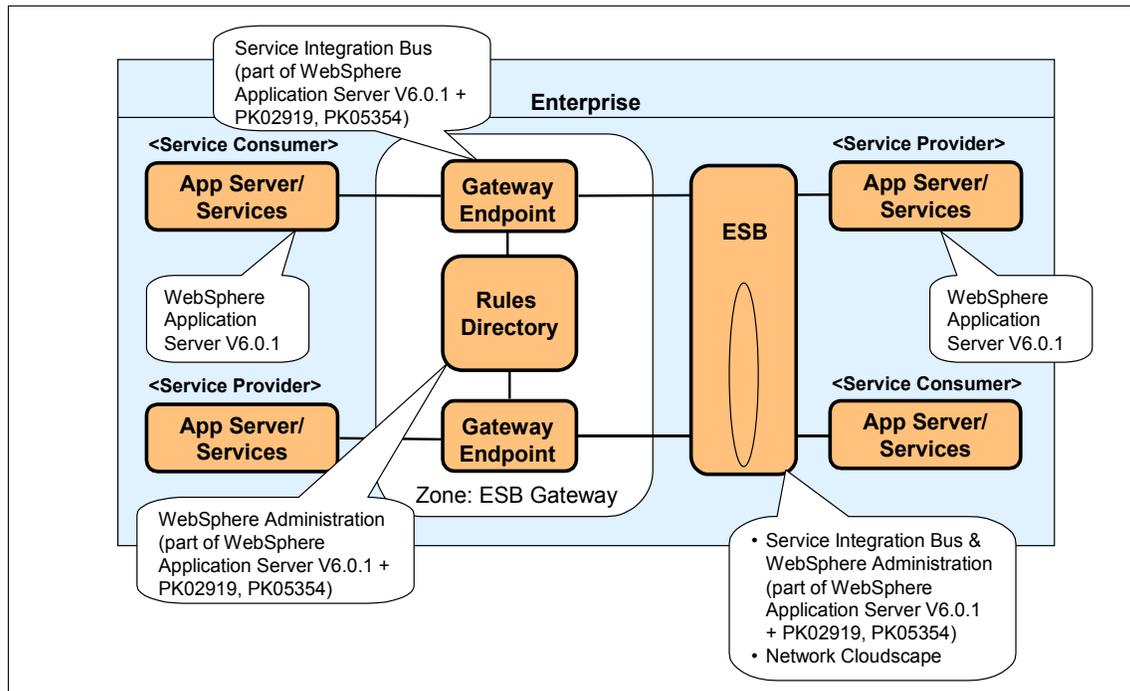 Service Integration Bus
(part of WebSphere
Application Server V6.0.1 +
PK02919, PK05354)
Enterprise
<Service Consumer>
App Server/
Services
Gateway
Endpoint
ESB
<Service Provider>
App Server/
Services
WebSphere
Application
Server V6.0.1
Rules
Directory
WebSphere
Application
Server V6.0.1
<Service Provider>
App Server/
Services
Gateway
Endpoint
<Service Consumer>
App Server/
Services
Zone: ESB Gateway
WebSphere Administration
(part of WebSphere
Application Server V6.0.1 +
PK02919, PK05354)
• Service Integration Bus &
WebSphere Administration
(part of WebSphere
Application Server V6.0.1
+ PK02919, PK05354)
• Network Cloudscape